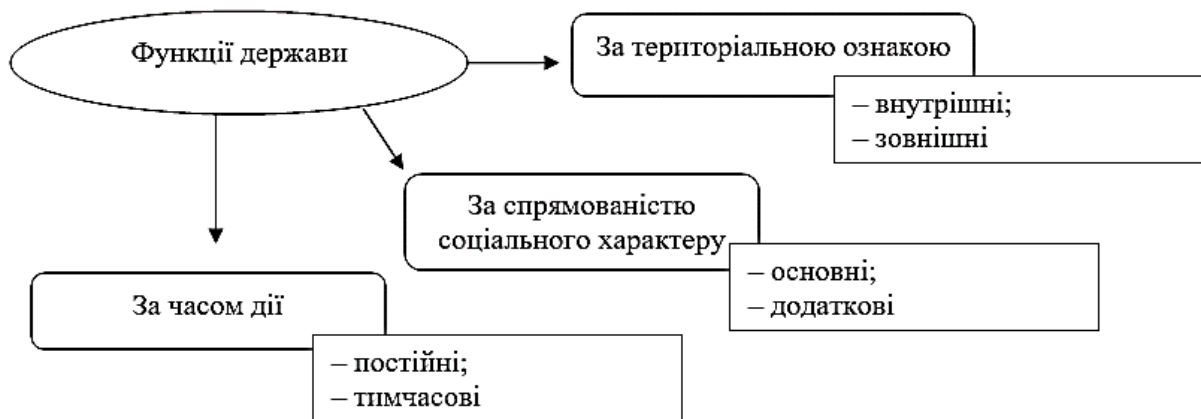 Функції держави
За територіальною ознакою
– внутрішні;
– зовнішні
За спрямованістю
соціального характеру
– основні;
– додаткові
За часом дії
– постійні;
– тимчасові